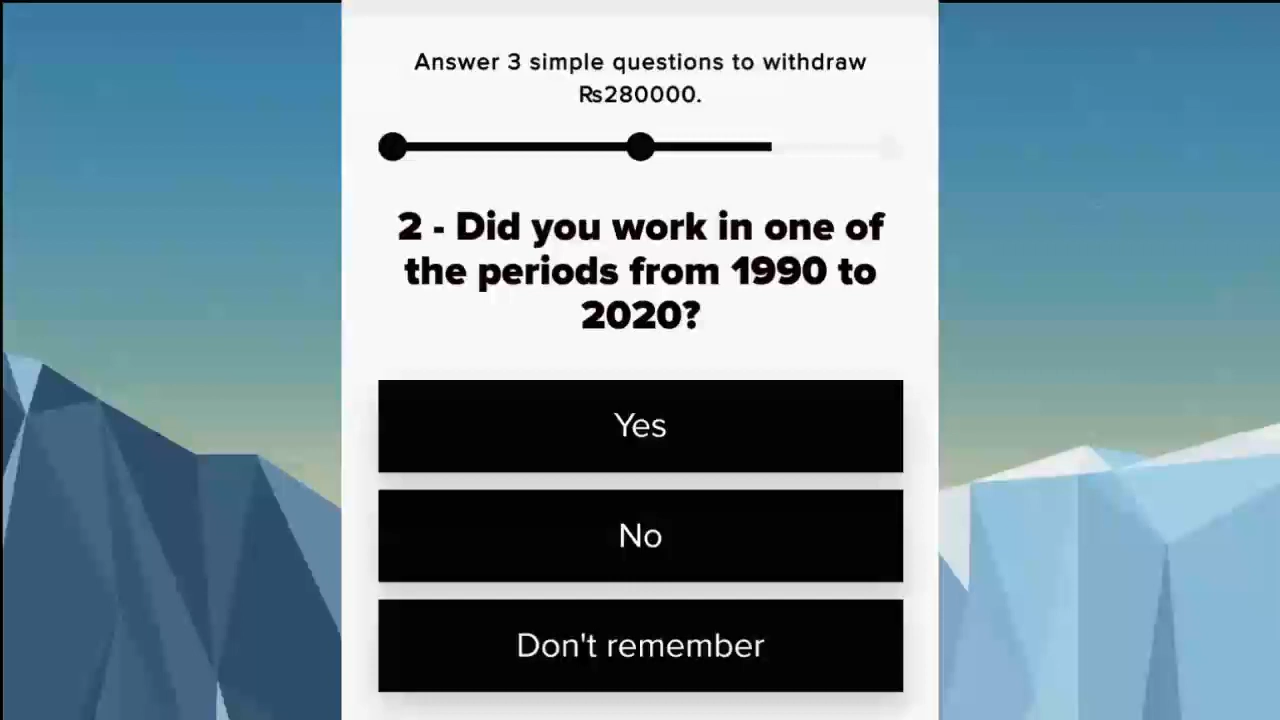 Answer 3 simple questions to withdraw
₨280000.
2 - Did you work in one of
the periods from 1990 to
2020?
Yes
No
Don't remember